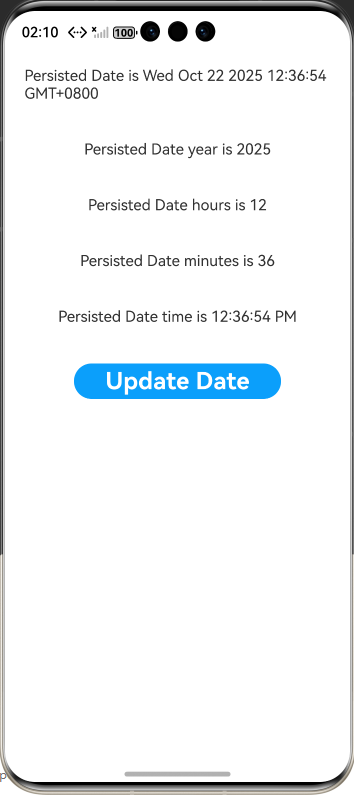 02:10
100
Persisted Date is Wed Oct 22 2025 12:36:54
GMT+0800
Persisted Date year is 2025
Persisted Date hours is 12
Persisted Date minutes is 36
Persisted Date time is 12:36:54 PM
Update Date
p